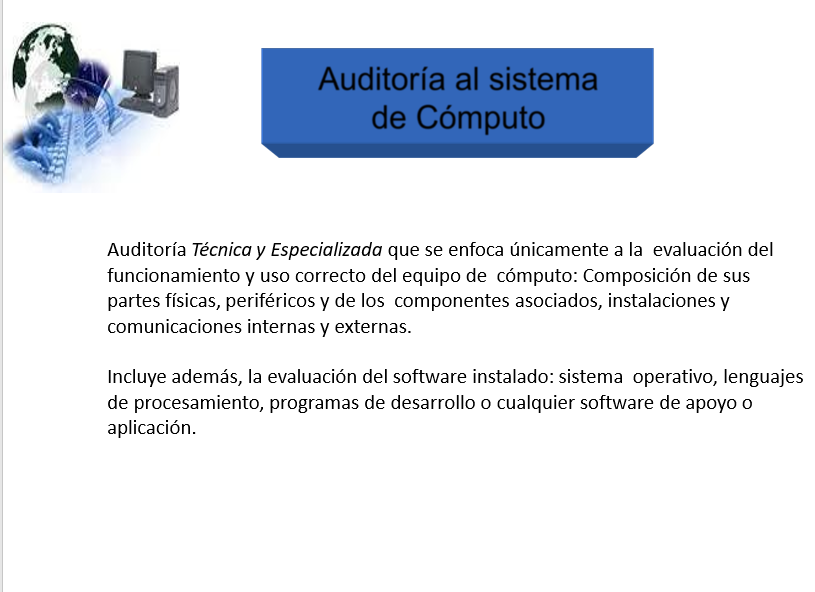 Auditoría al sistema
de Cómputo
Auditoría Técnica y Especializada que se enfoca únicamente a la  evaluación del
funcionamiento y uso correcto del equipo de  cómputo: Composición de sus
partes físicas, periféricos y de los  componentes asociados, instalaciones y
comunicaciones internas y externas.
Incluye además, la evaluación del software instalado: sistema  operativo, lenguajes
de procesamiento, programas de desarrollo o cualquier software de apoyo o
aplicación.